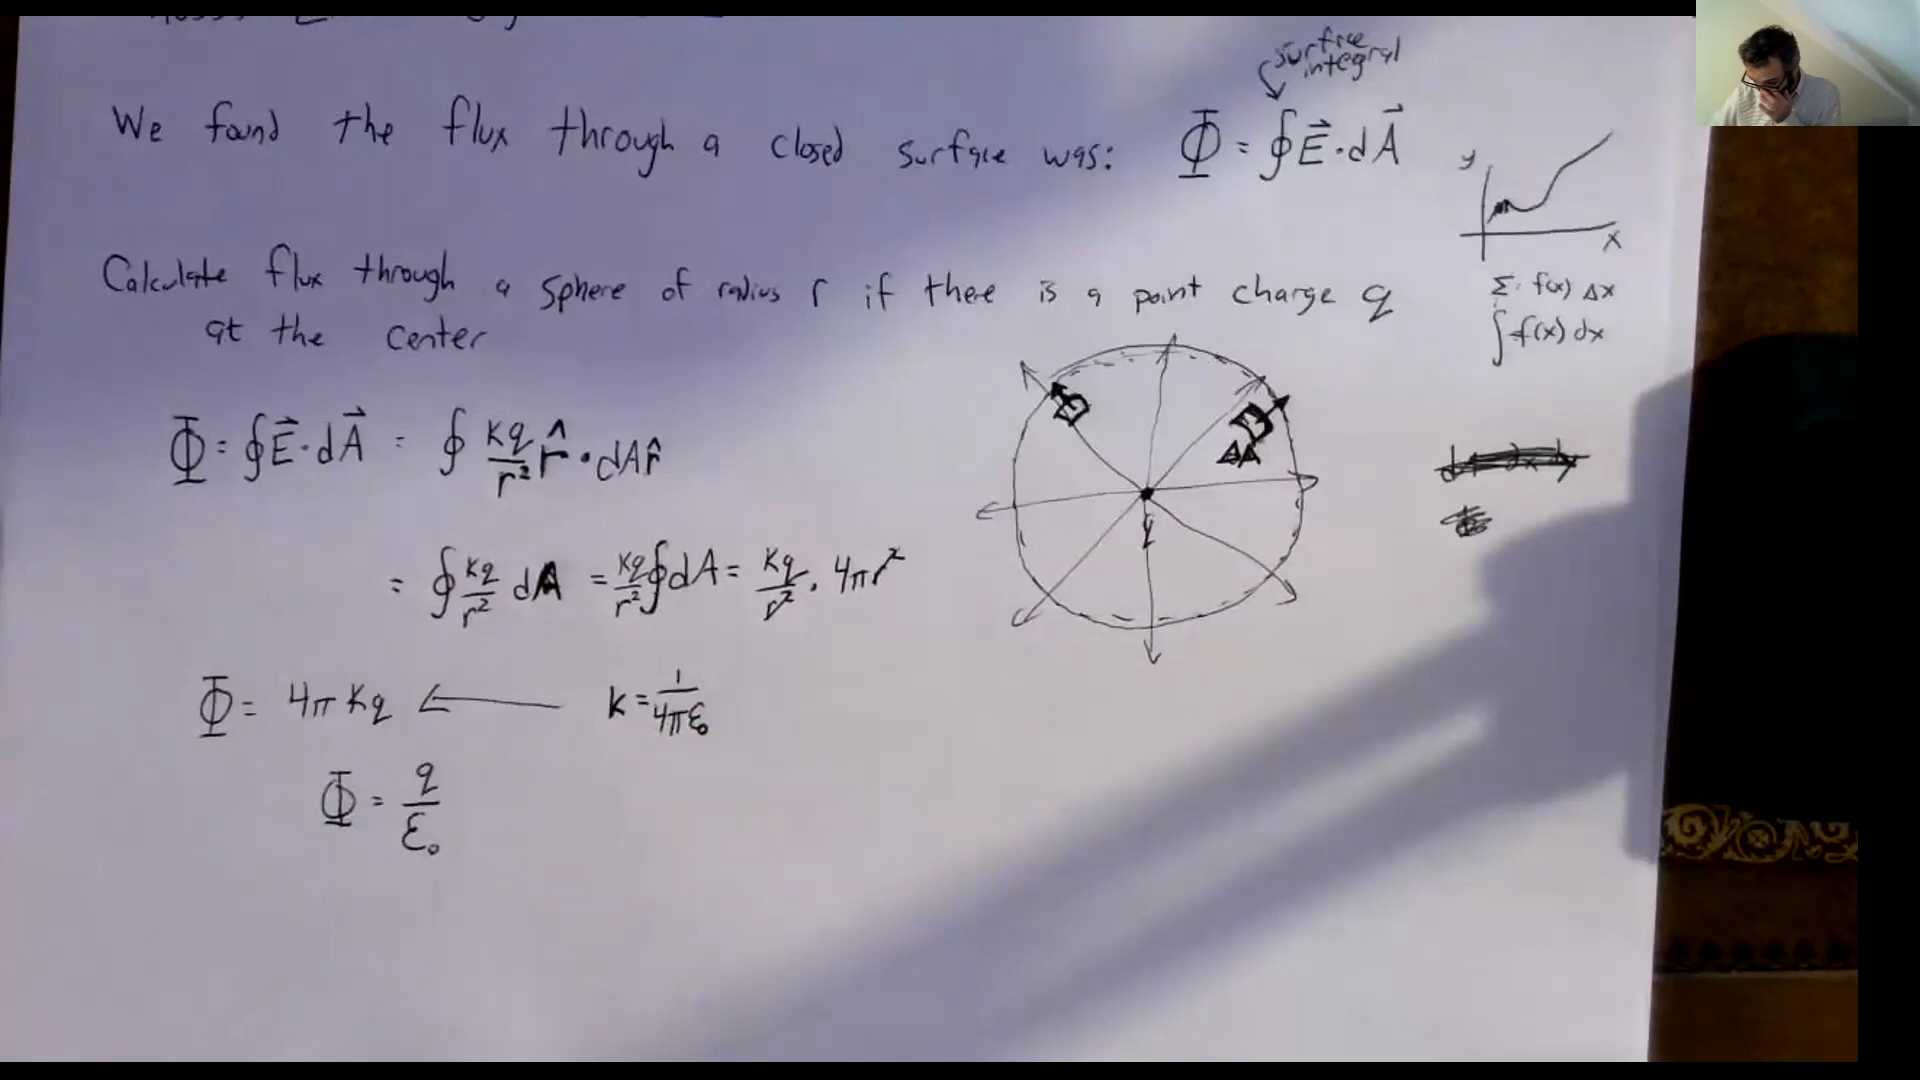 surface
integral
We found the flux through a closed surface was: Φ = ∮E⃗·dA⃗
y
x
Calculate flux through a sphere of radius r if there is a point charge q
at the center
Σ f(x) Δx
∫ f(x) dx
Φ = ∮E⃗·dA⃗ = ∮ kq/r² r̂ · dA r̂
ΔA
q
= ∮ kq/r² dA = kq/r² ∮dA = kq/r² · 4πr²
Φ = 4πkq ← k = 1/4πε₀
Φ = q/ε₀